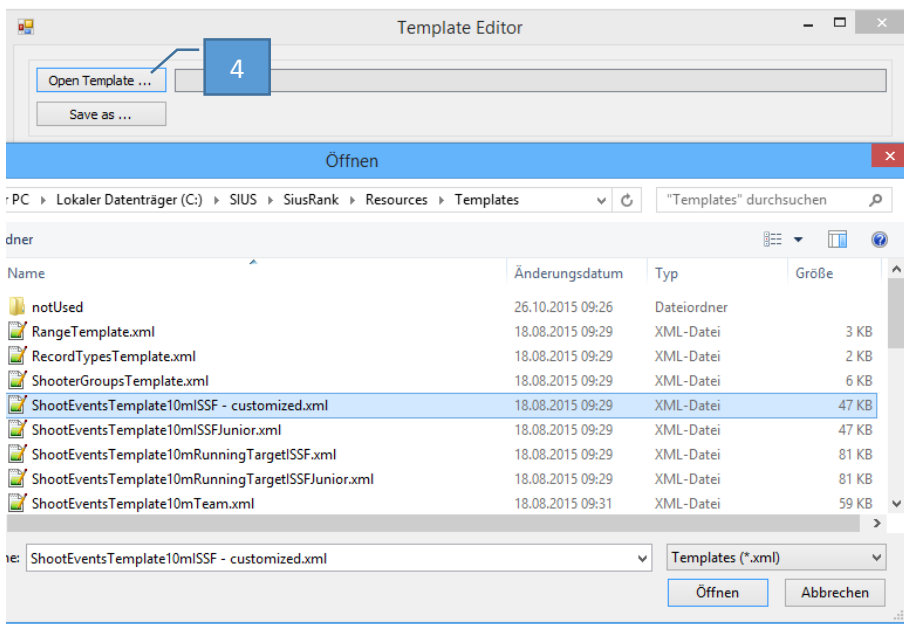 Template Editor
4
Open Template ...
Save as ...
Öffnen
r PC ▸ Lokaler Datenträger (C:) ▸ SIUS ▸ SiusRank ▸ Resources ▸ Templates "Templates" durchsuchen
dner
Name Änderungsdatum Typ Größe
notUsed 26.10.2015 09:26 Dateiordner
RangeTemplate.xml 18.08.2015 09:29 XML-Datei 3 KB
RecordTypesTemplate.xml 18.08.2015 09:29 XML-Datei 2 KB
ShooterGroupsTemplate.xml 18.08.2015 09:29 XML-Datei 6 KB
ShootEventsTemplate10mISSF - customized.xml 18.08.2015 09:29 XML-Datei 47 KB
ShootEventsTemplate10mISSFJunior.xml 18.08.2015 09:29 XML-Datei 47 KB
ShootEventsTemplate10mRunningTargetISSF.xml 18.08.2015 09:29 XML-Datei 81 KB
ShootEventsTemplate10mRunningTargetISSFJunior.xml 18.08.2015 09:29 XML-Datei 81 KB
ShootEventsTemplate10mTeam.xml 18.08.2015 09:31 XML-Datei 59 KB
ne: ShootEventsTemplate10mISSF - customized.xml Templates (*.xml)
Öffnen Abbrechen